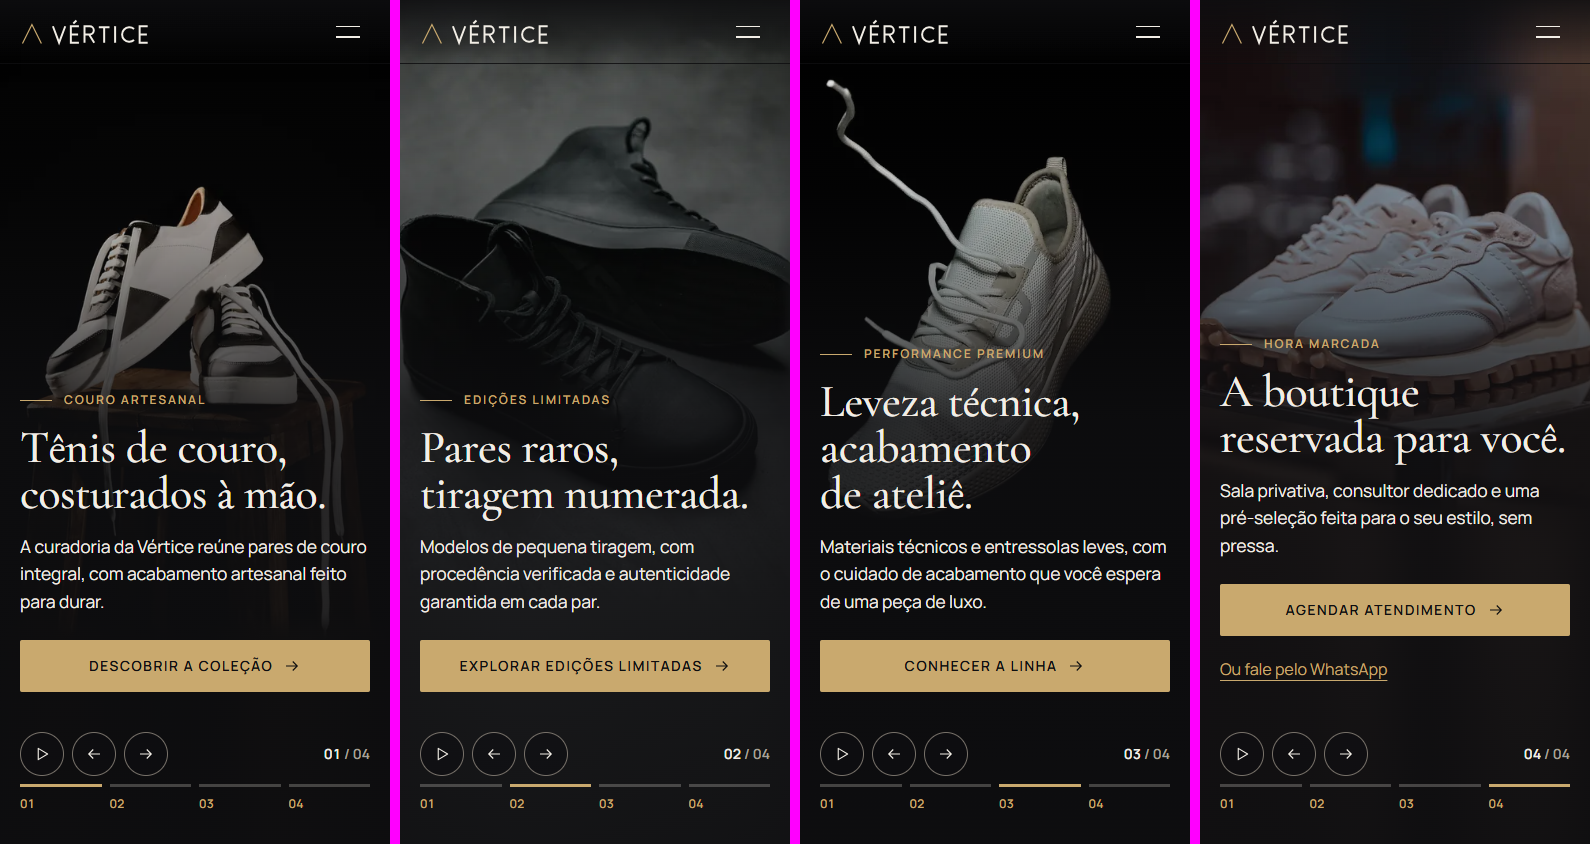 VÉRTICE
COURO ARTESANAL
Tênis de couro,
costurados à mão.
A curadoria da Vértice reúne pares de couro
integral, com acabamento artesanal feito
para durar.
DESCOBRIR A COLEÇÃO →
01 / 04
01 02 03 04
VÉRTICE
EDIÇÕES LIMITADAS
Pares raros,
tiragem numerada.
Modelos de pequena tiragem, com
procedência verificada e autenticidade
garantida em cada par.
EXPLORAR EDIÇÕES LIMITADAS →
02 / 04
01 02 03 04
VÉRTICE
PERFORMANCE PREMIUM
Leveza técnica,
acabamento
de ateliê.
Materiais técnicos e entressolas leves, com
o cuidado de acabamento que você espera
de uma peça de luxo.
CONHECER A LINHA →
03 / 04
01 02 03 04
VÉRTICE
HORA MARCADA
A boutique
reservada para você.
Sala privativa, consultor dedicado e uma
pré-seleção feita para o seu estilo, sem
pressa.
AGENDAR ATENDIMENTO →
Ou fale pelo WhatsApp
04 / 04
01 02 03 04